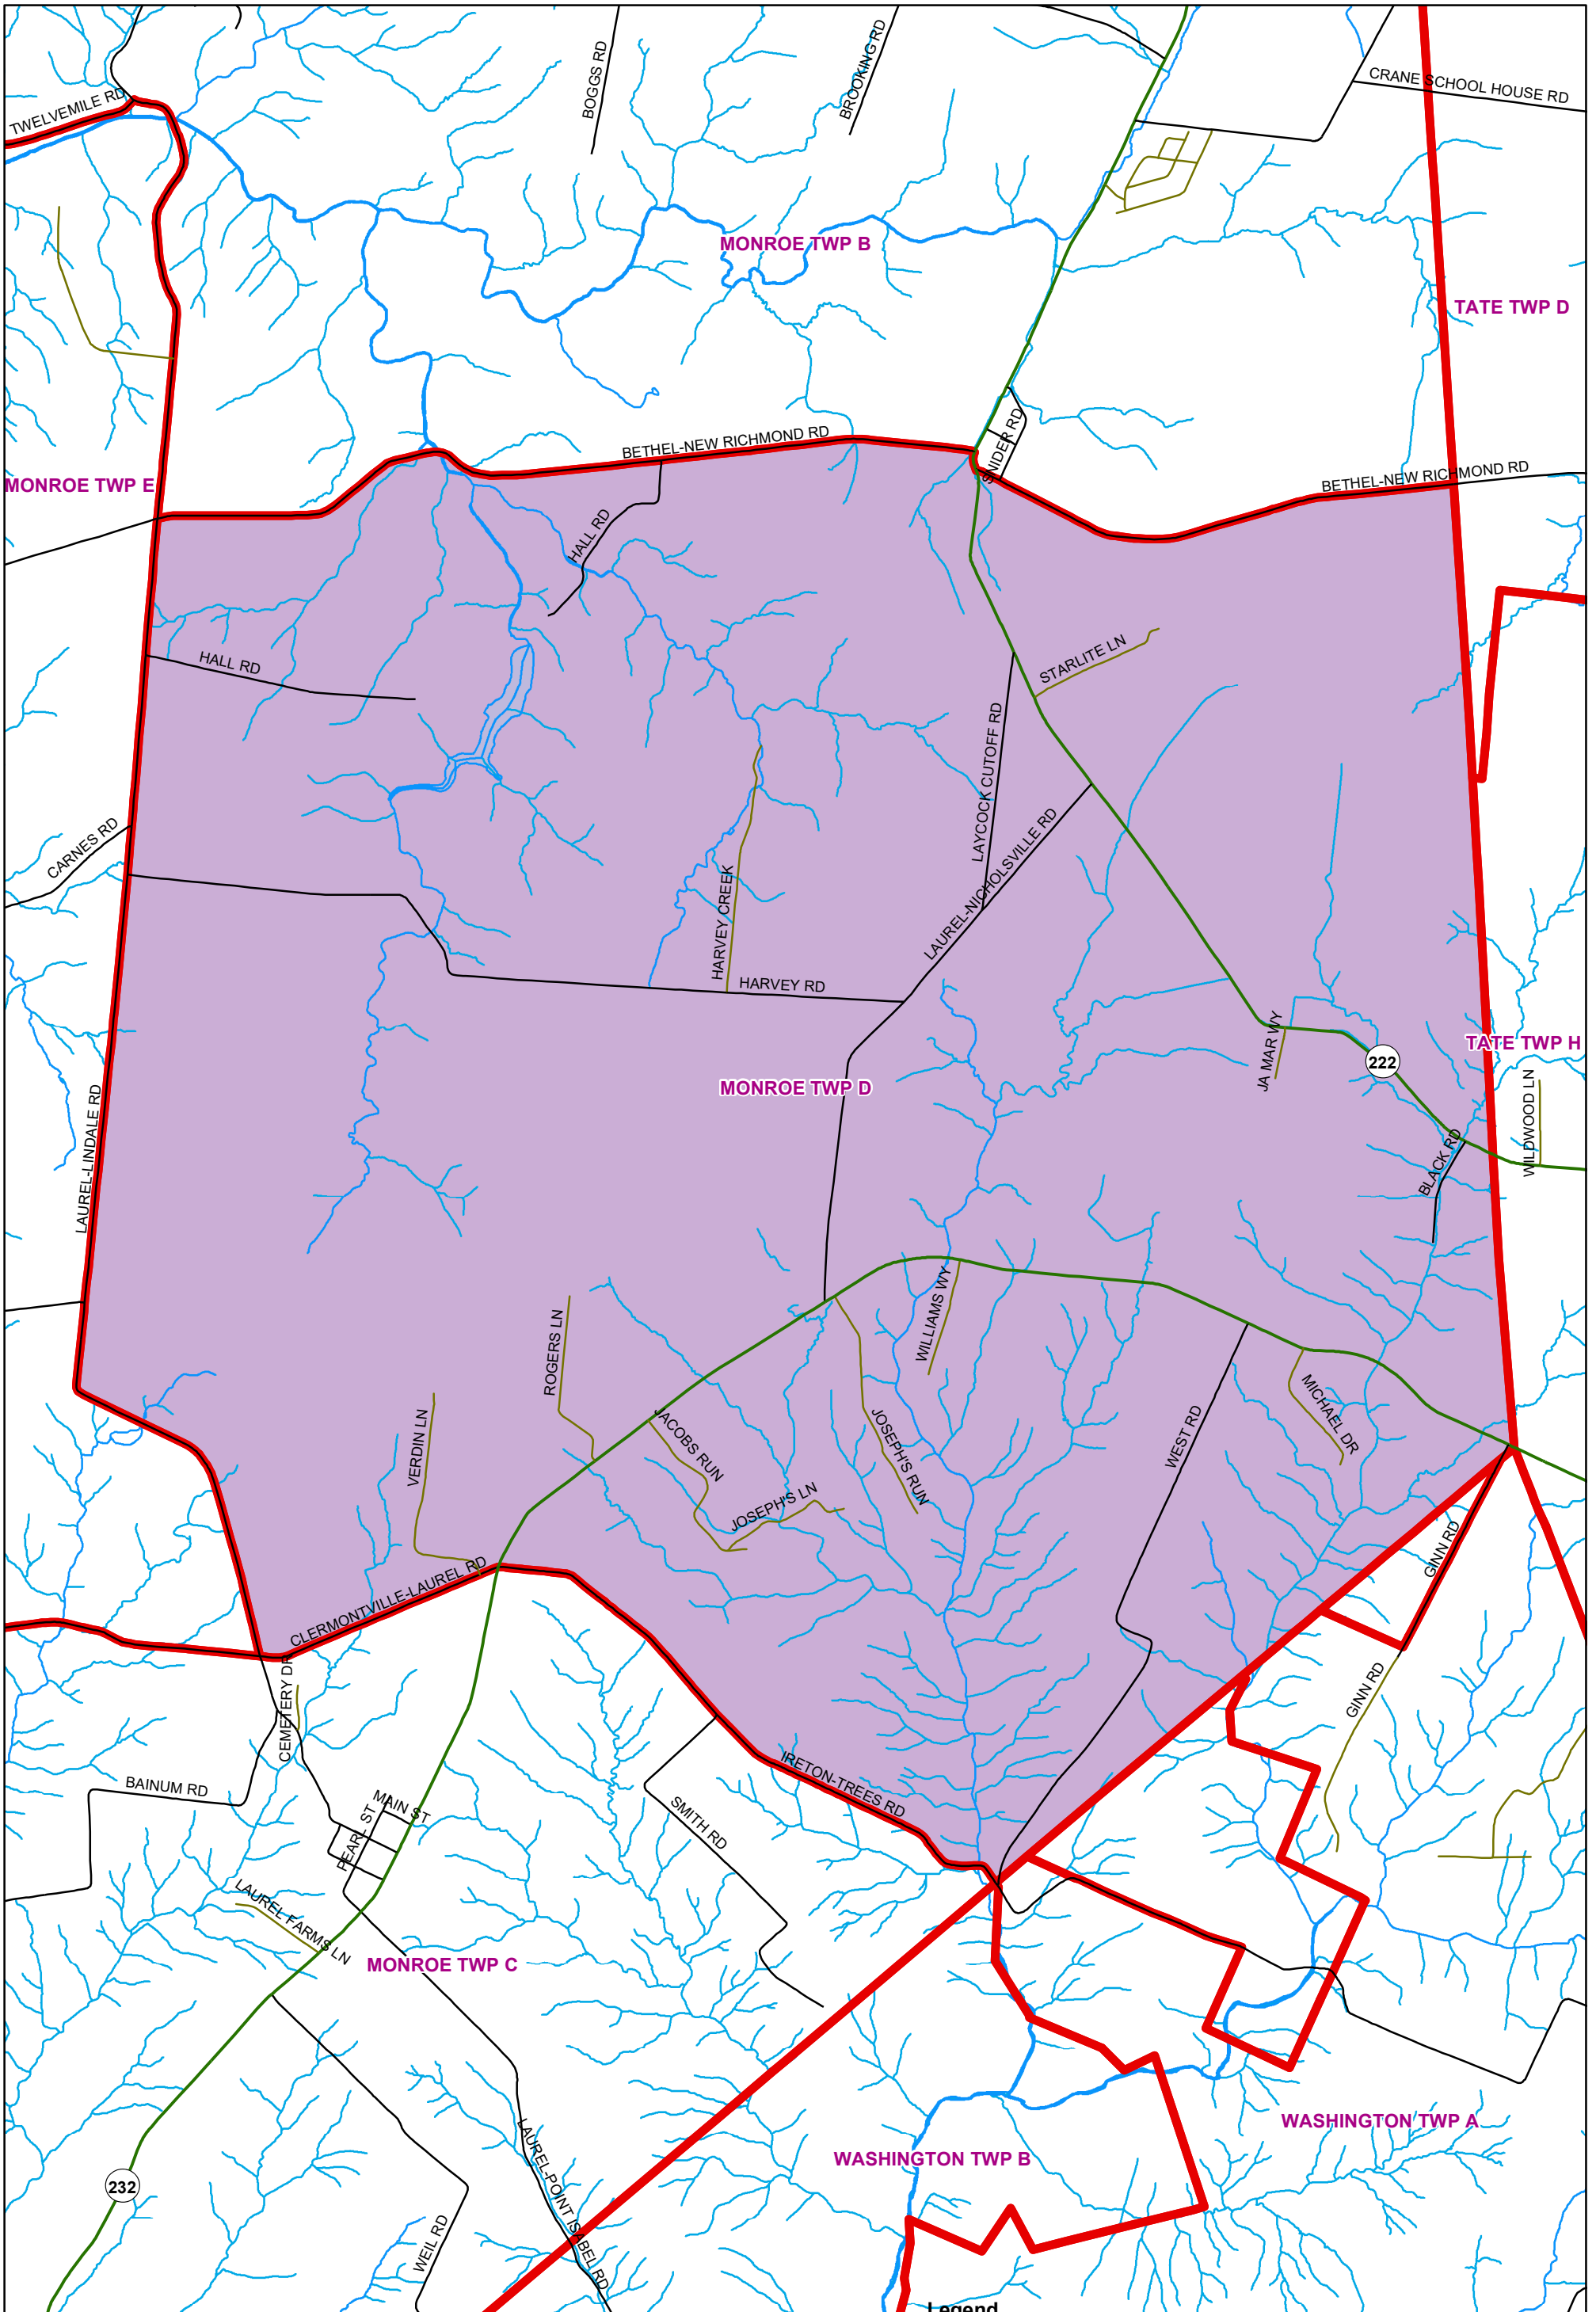 TWELVEMILE RD
BOGGS RD
BROOKING RD
CRANE SCHOOL HOUSE RD
MONROE TWP B
TATE TWP D
SNIDER RD
BETHEL-NEW RICHMOND RD
BETHEL-NEW RICHMOND RD
MONROE TWP E
HALL RD
HALL RD
STARLITE LN
LAYCOCK CUTOFF RD
LAUREL-NICHOLSVILLE RD
CARNES RD
HARVEY CREEK
HARVEY RD
JA MAR WY
222
TATE TWP H
MONROE TWP D
WILDWOOD LN
BLACK RD
LAUREL-LINDALE RD
WILLIAMS WY
ROGERS LN
VERDIN LN
JACOBS RUN
JOSEPH'S RUN
JOSEPH'S LN
WEST RD
MICHAEL DR
GINN RD
CLERMONTVILLE-LAUREL RD
CEMETERY DR
GINN RD
IRETON-TREES RD
BAINUM RD
MAIN ST
PEARL ST
SMITH RD
LAUREL FARMS LN
MONROE TWP C
WASHINGTON TWP A
WASHINGTON TWP B
232
LAUREL-POINT ISABEL RD
WEIL RD
Legend